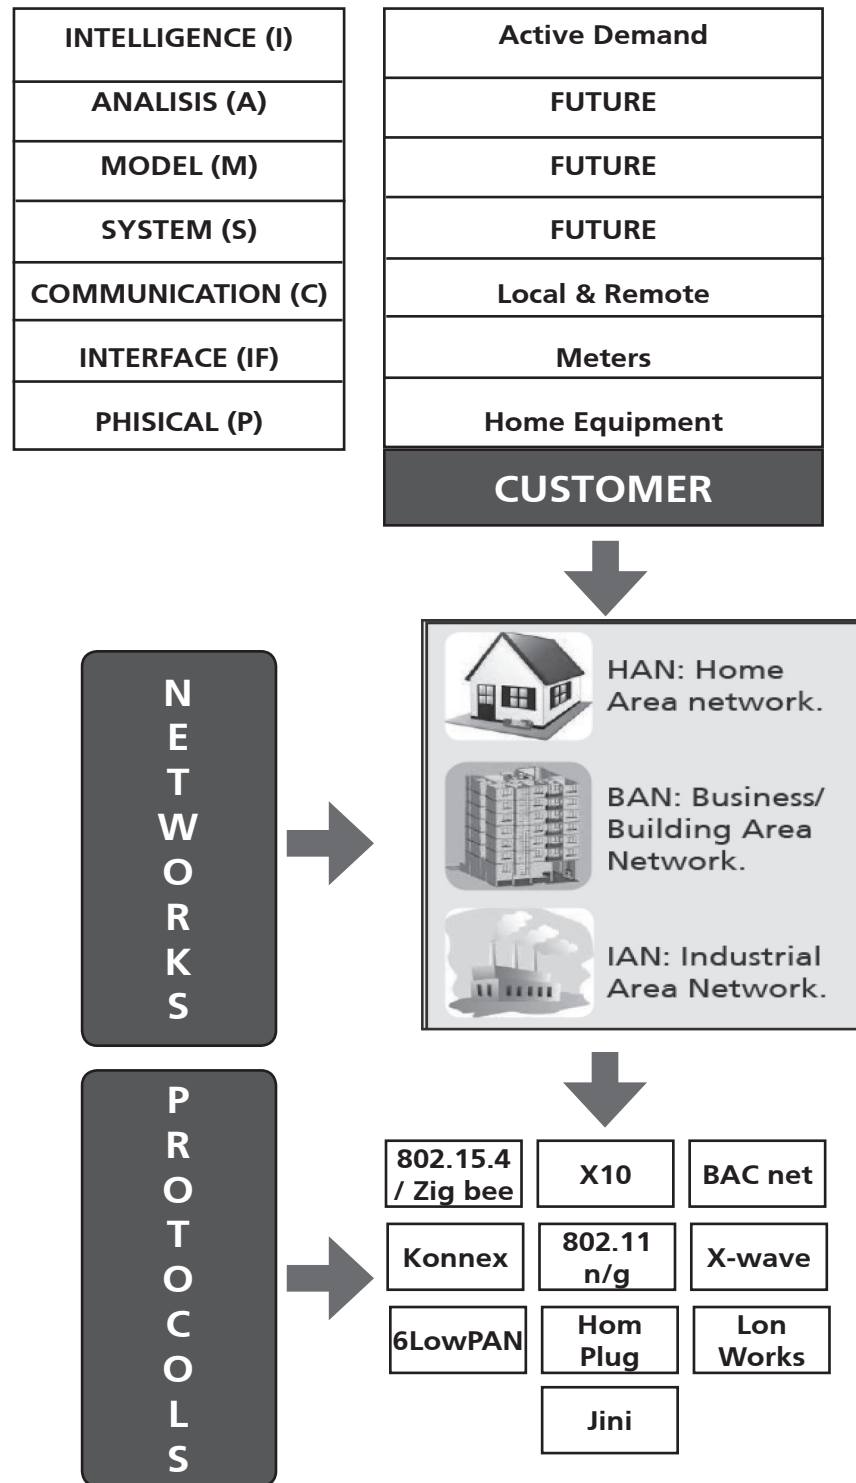 INTELLIGENCE (I)
Active Demand
ANALISIS (A)
FUTURE
MODEL (M)
FUTURE
SYSTEM (S)
FUTURE
COMMUNICATION (C)
Local & Remote
INTERFACE (IF)
Meters
PHISICAL (P)
Home Equipment
CUSTOMER
NETWORKS
HAN: Home
Area network.
BAN: Business/
Building Area
Network.
IAN: Industrial
Area Network.
PROTOCOLS
802.15.4
/ Zig bee
X10
BAC net
Konnex
802.11
n/g
X-wave
6LowPAN
Hom
Plug
Lon
Works
Jini